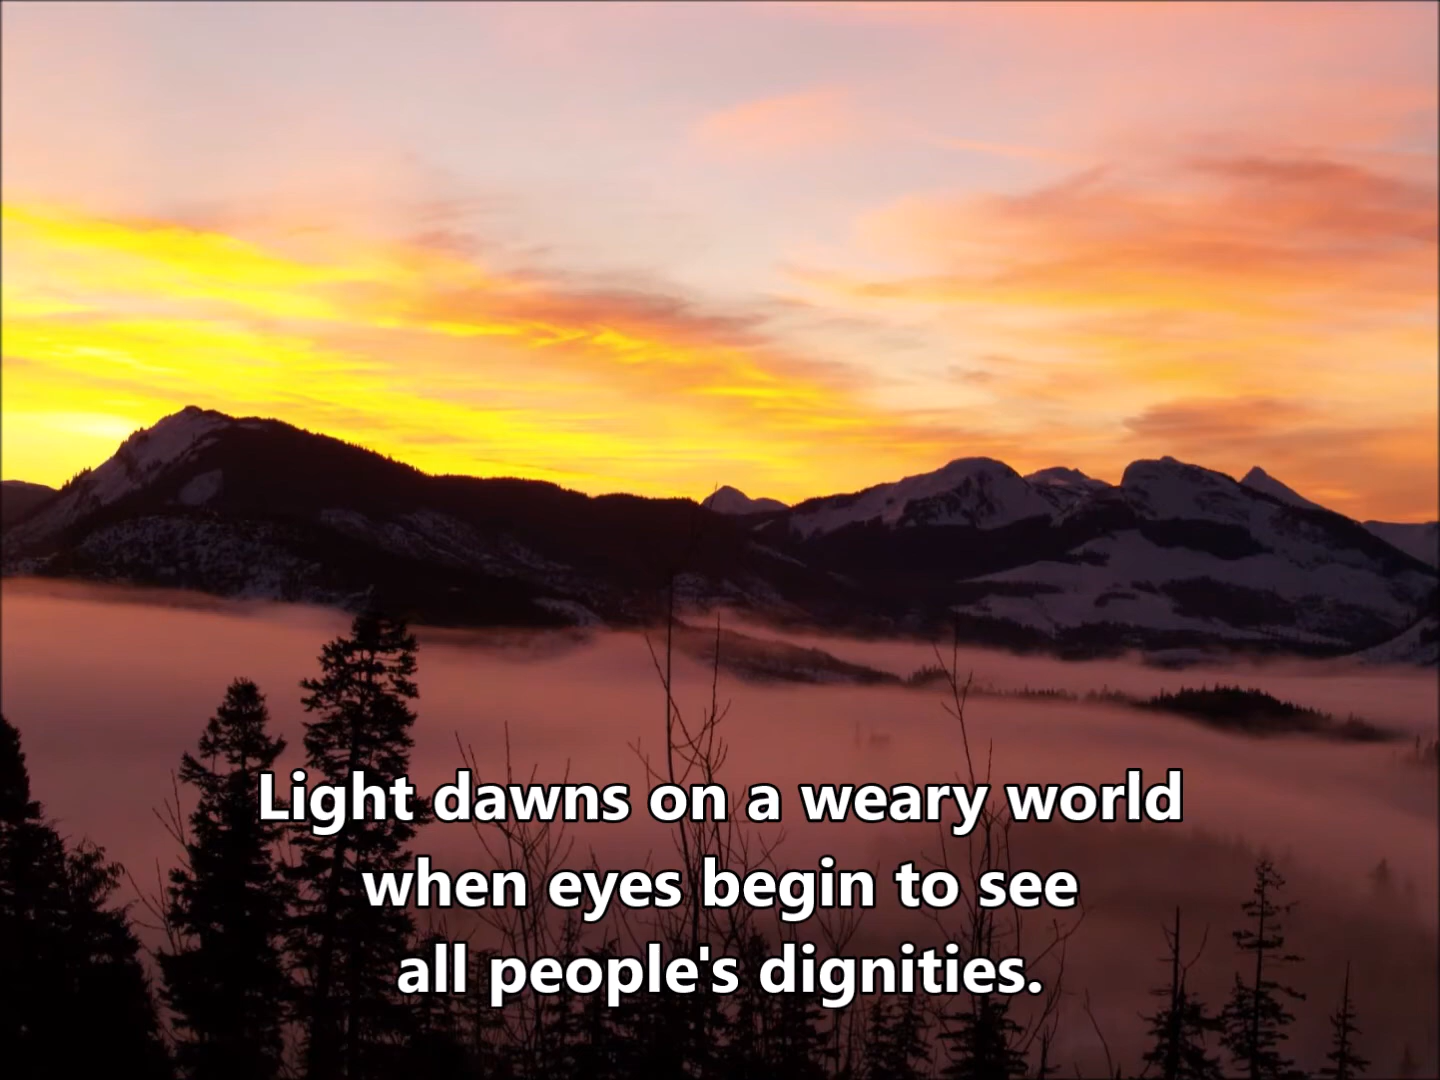 Light dawns on a weary world
when eyes begin to see
all people's dignities.